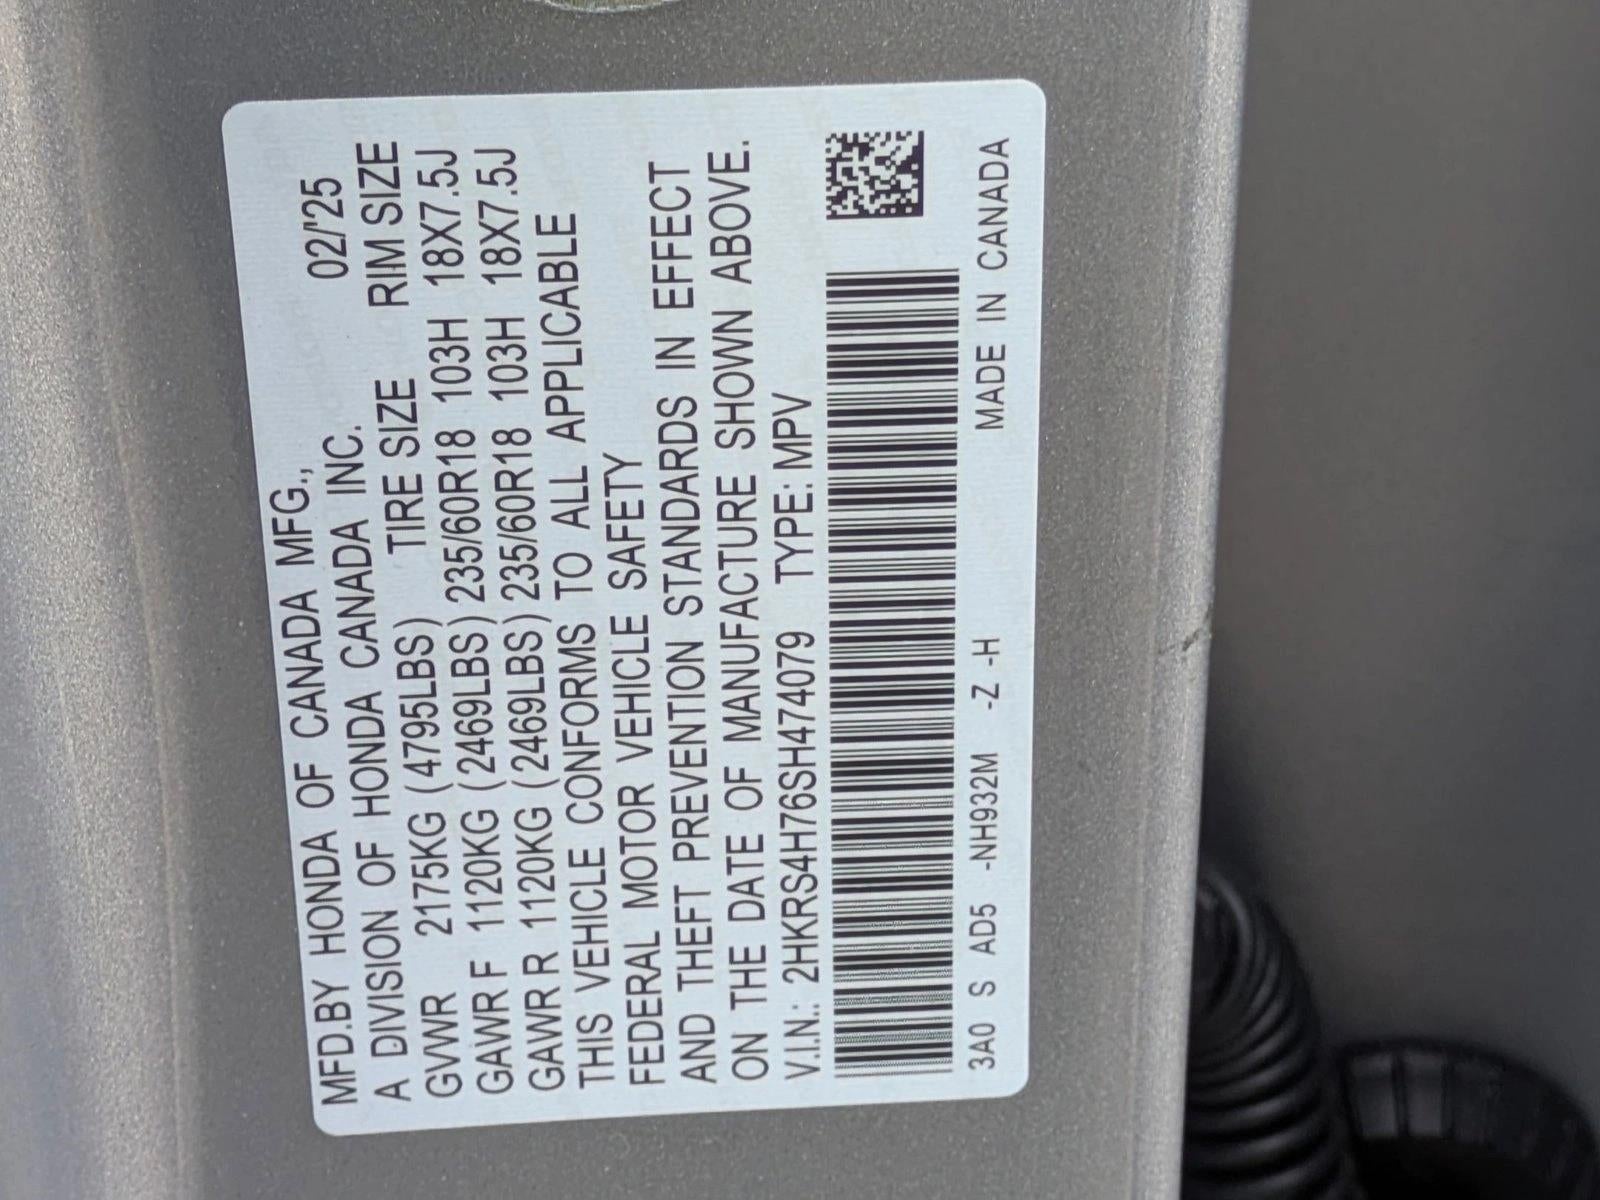 MFD.BY HONDA OF CANADA MFG., 02/'25
A DIVISION OF HONDA CANADA INC.
GVWR 2175KG (4795LBS) TIRE SIZE RIM SIZE
GAWR F 1120KG (2469LBS) 235/60R18 103H 18X7.5J
GAWR R 1120KG (2469LBS) 235/60R18 103H 18X7.5J
THIS VEHICLE CONFORMS TO ALL APPLICABLE
FEDERAL MOTOR VEHICLE SAFETY
AND THEFT PREVENTION STANDARDS IN EFFECT
ON THE DATE OF MANUFACTURE SHOWN ABOVE.
V.I.N.: 2HKRS4H76SH474079 TYPE: MPV
3A0 S AD5 -NH932M -Z -H MADE IN CANADA